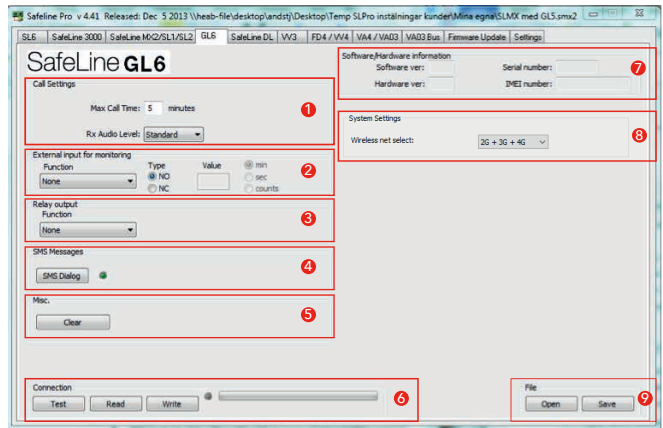 Safeline Pro v 4.41 Released: Dec 5 2013 \\heab-file\desktop\andstj\Desktop\Temp SLPro instälningar kunder\Mina egna\SLMX med GL5.smx2
SL6 SafeLine 3000 SafeLine MX2/SL1/SL2 GL6 SafeLine DL VV3 FD4 / VV4 VA4 / VA03 VA03 Bus Firmware Update Settings
SafeLine GL6
Call Settings
Max Call Time: 5 minutes
Rx Audio Level: Standard
1
External input for monitoring
Function Type Value
None NO NC
min
sec
counts
2
Relay output
Function
None
3
SMS Messages
SMS Dialog
4
Misc.
Clear
5
Connection
Test Read Write
6
Software/Hardware information
Software ver: Serial number:
Hardware ver: IMEI number:
7
System Settings
Wireless net select: 2G + 3G + 4G
8
File
Open Save
9